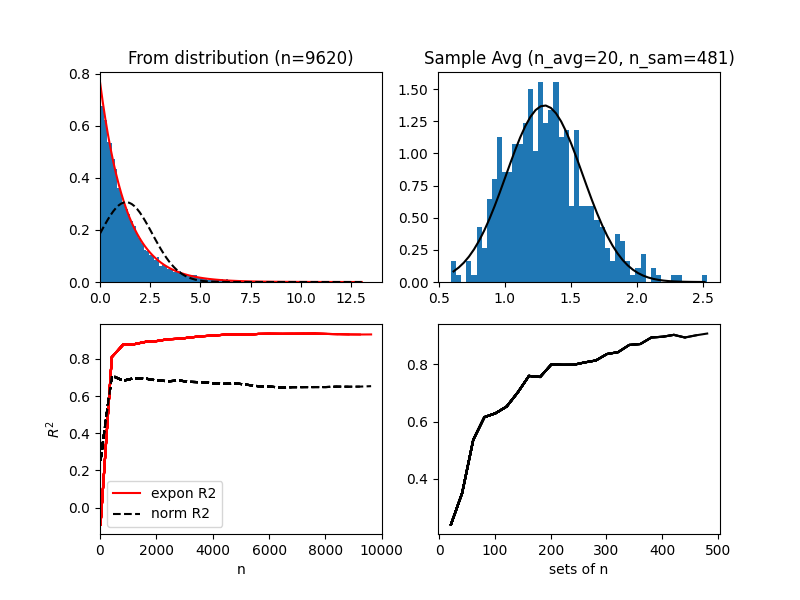 From distribution (n=9620)
0.8
0.6
0.4
0.2
0.0
0.0 2.5 5.0 7.5 10.0 12.5
Sample Avg (n_avg=20, n_sam=481)
1.50
1.25
1.00
0.75
0.50
0.25
0.00
0.5 1.0 1.5 2.0 2.5
R²
0.8
0.6
0.4
0.2
0.0
expon R2
norm R2
0 2000 4000 6000 8000 10000
n
0.8
0.6
0.4
0 100 200 300 400 500
sets of n